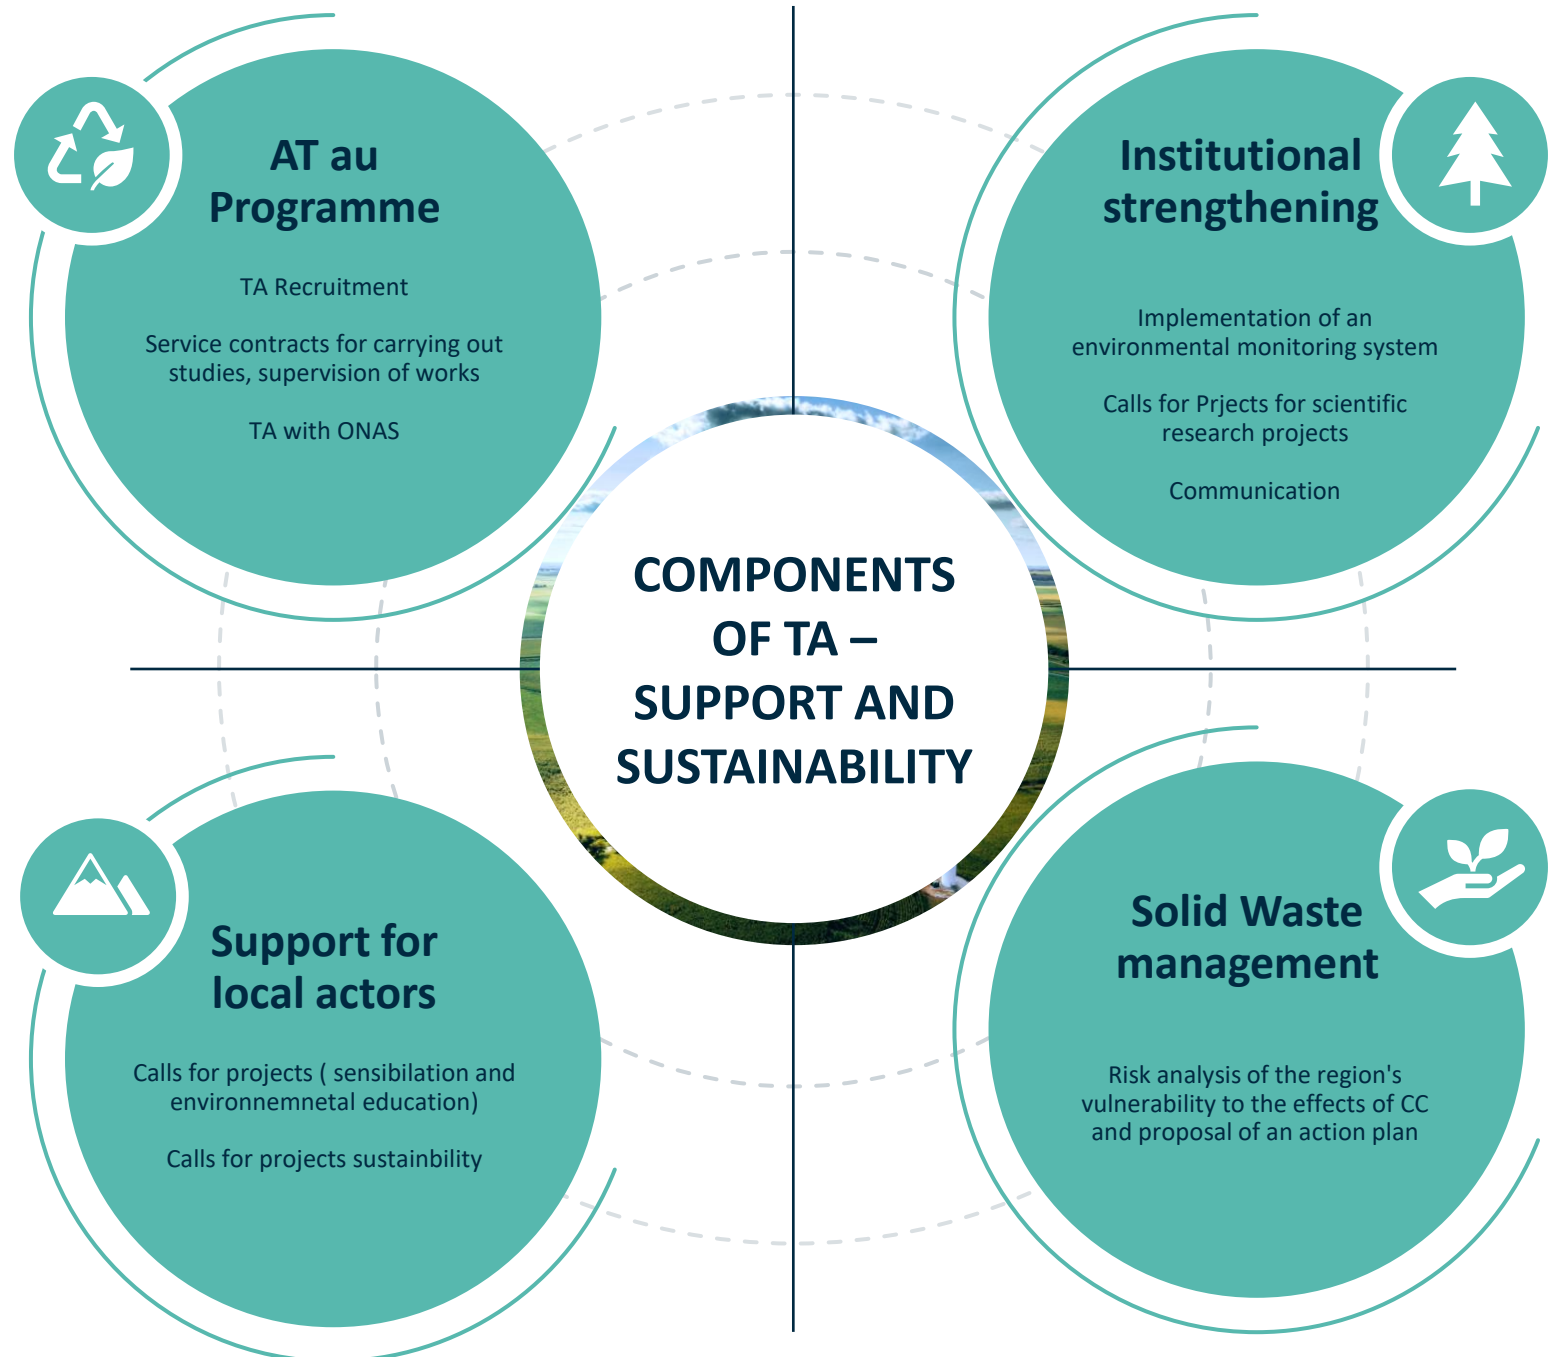 AT au
Programme
TA Recruitment
Service contracts for carrying out
studies, supervision of works
TA with ONAS
Institutional
strengthening
Implementation of an
environmental monitoring system
Calls for Prjects for scientific
research projects
Communication
COMPONENTS
OF TA –
SUPPORT AND
SUSTAINABILITY
Support for
local actors
Calls for projects ( sensibilation and
environnemnetal education)
Calls for projects sustainbility
Solid Waste
management
Risk analysis of the region's
vulnerability to the effects of CC
and proposal of an action plan